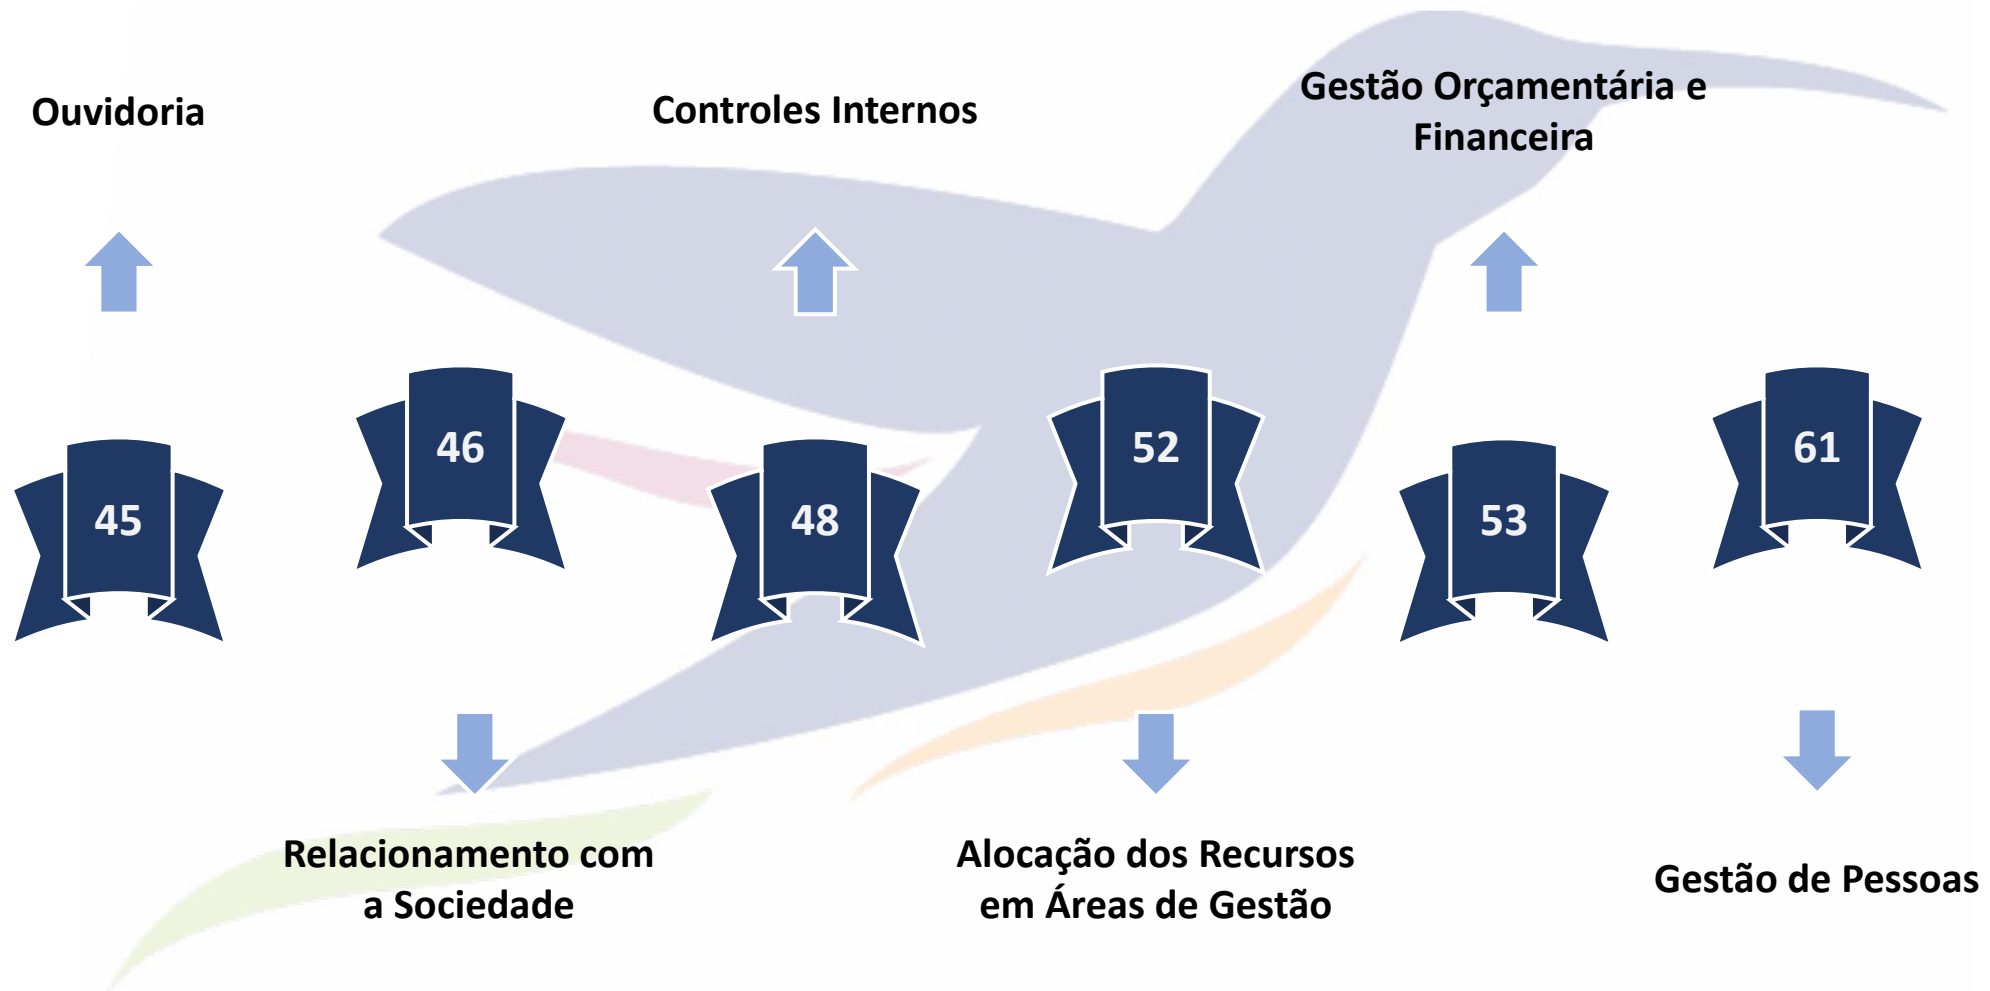 Ouvidoria
Controles Internos
Gestão Orçamentária e
Financeira
45
46
48
52
53
61
Relacionamento com
a Sociedade
Alocação dos Recursos
em Áreas de Gestão
Gestão de Pessoas